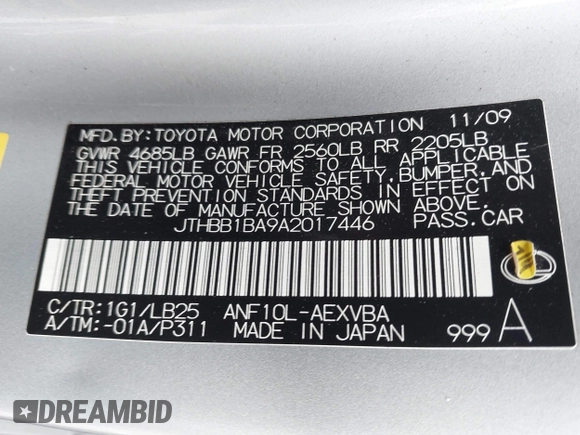 MFD.BY:TOYOTA MOTOR CORPORATION 11/09
GVWR 4685LB GAWR FR 2560LB RR 2205LB
THIS VEHICLE CONFORMS TO ALL APPLICABLE
FEDERAL MOTOR VEHICLE SAFETY,BUMPER,AND
THEFT PREVENTION STANDARDS IN EFFECT ON
THE DATE OF MANUFACTURE SHOWN ABOVE.
JTHBB1BA9A2017446 PASS.CAR
C/TR:1G1/LB25 ANF10L-AEXVBA
A/TM:-01A/P311 MADE IN JAPAN 999 A
DREAMBID